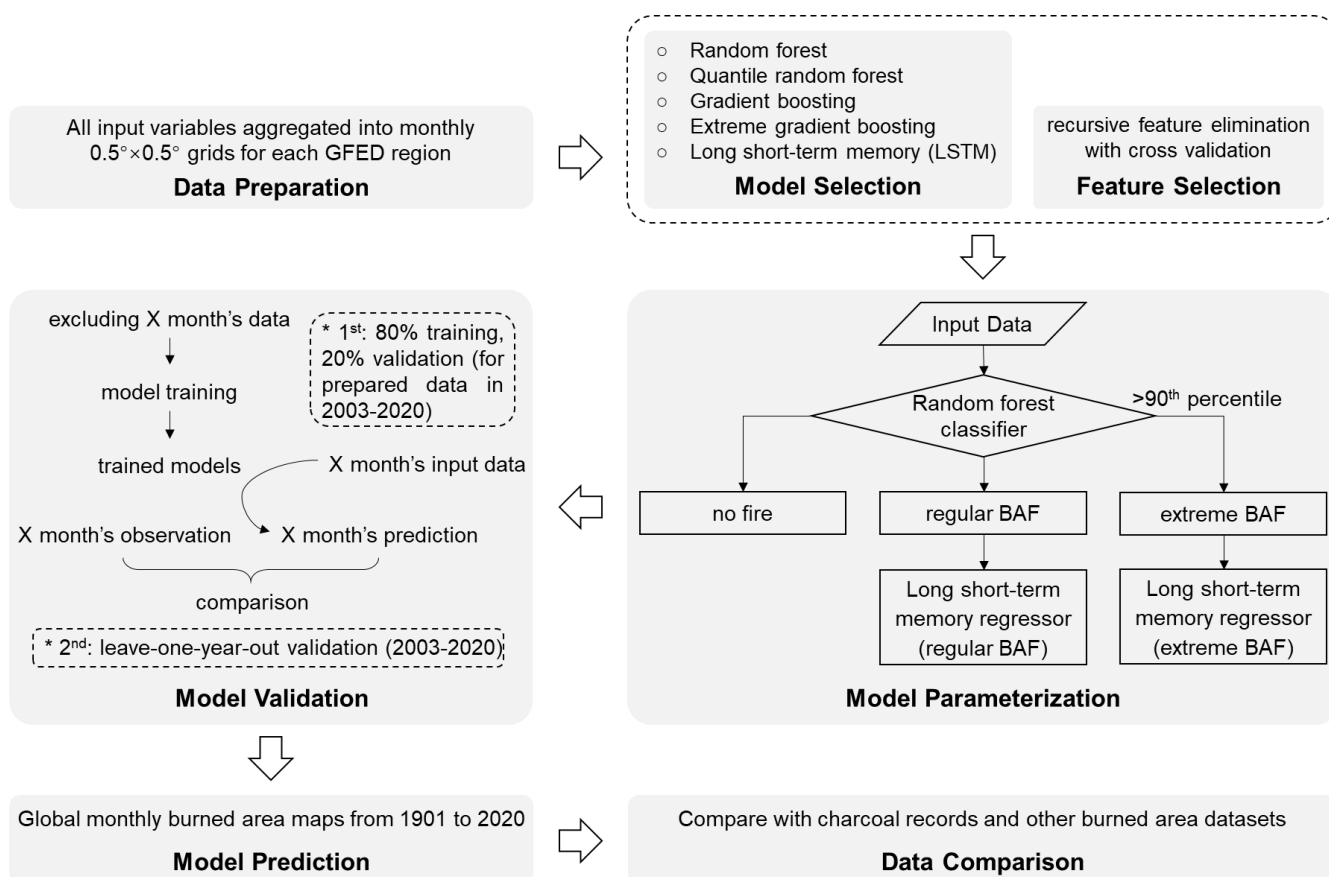 All input variables aggregated into monthly
0.5°×0.5° grids for each GFED region
Data Preparation
○ Random forest
○ Quantile random forest
○ Gradient boosting
○ Extreme gradient boosting
○ Long short-term memory (LSTM)
Model Selection
recursive feature elimination
with cross validation
Feature Selection
Input Data
Random forest
classifier
>90th percentile
no fire
regular BAF
extreme BAF
Long short-term
memory regressor
(regular BAF)
Long short-term
memory regressor
(extreme BAF)
Model Parameterization
excluding X month's data
model training
trained models
* 1st: 80% training,
20% validation (for
prepared data in
2003-2020)
X month's input data
X month's observation
X month's prediction
comparison
* 2nd: leave-one-year-out validation (2003-2020)
Model Validation
Global monthly burned area maps from 1901 to 2020
Model Prediction
Compare with charcoal records and other burned area datasets
Data Comparison